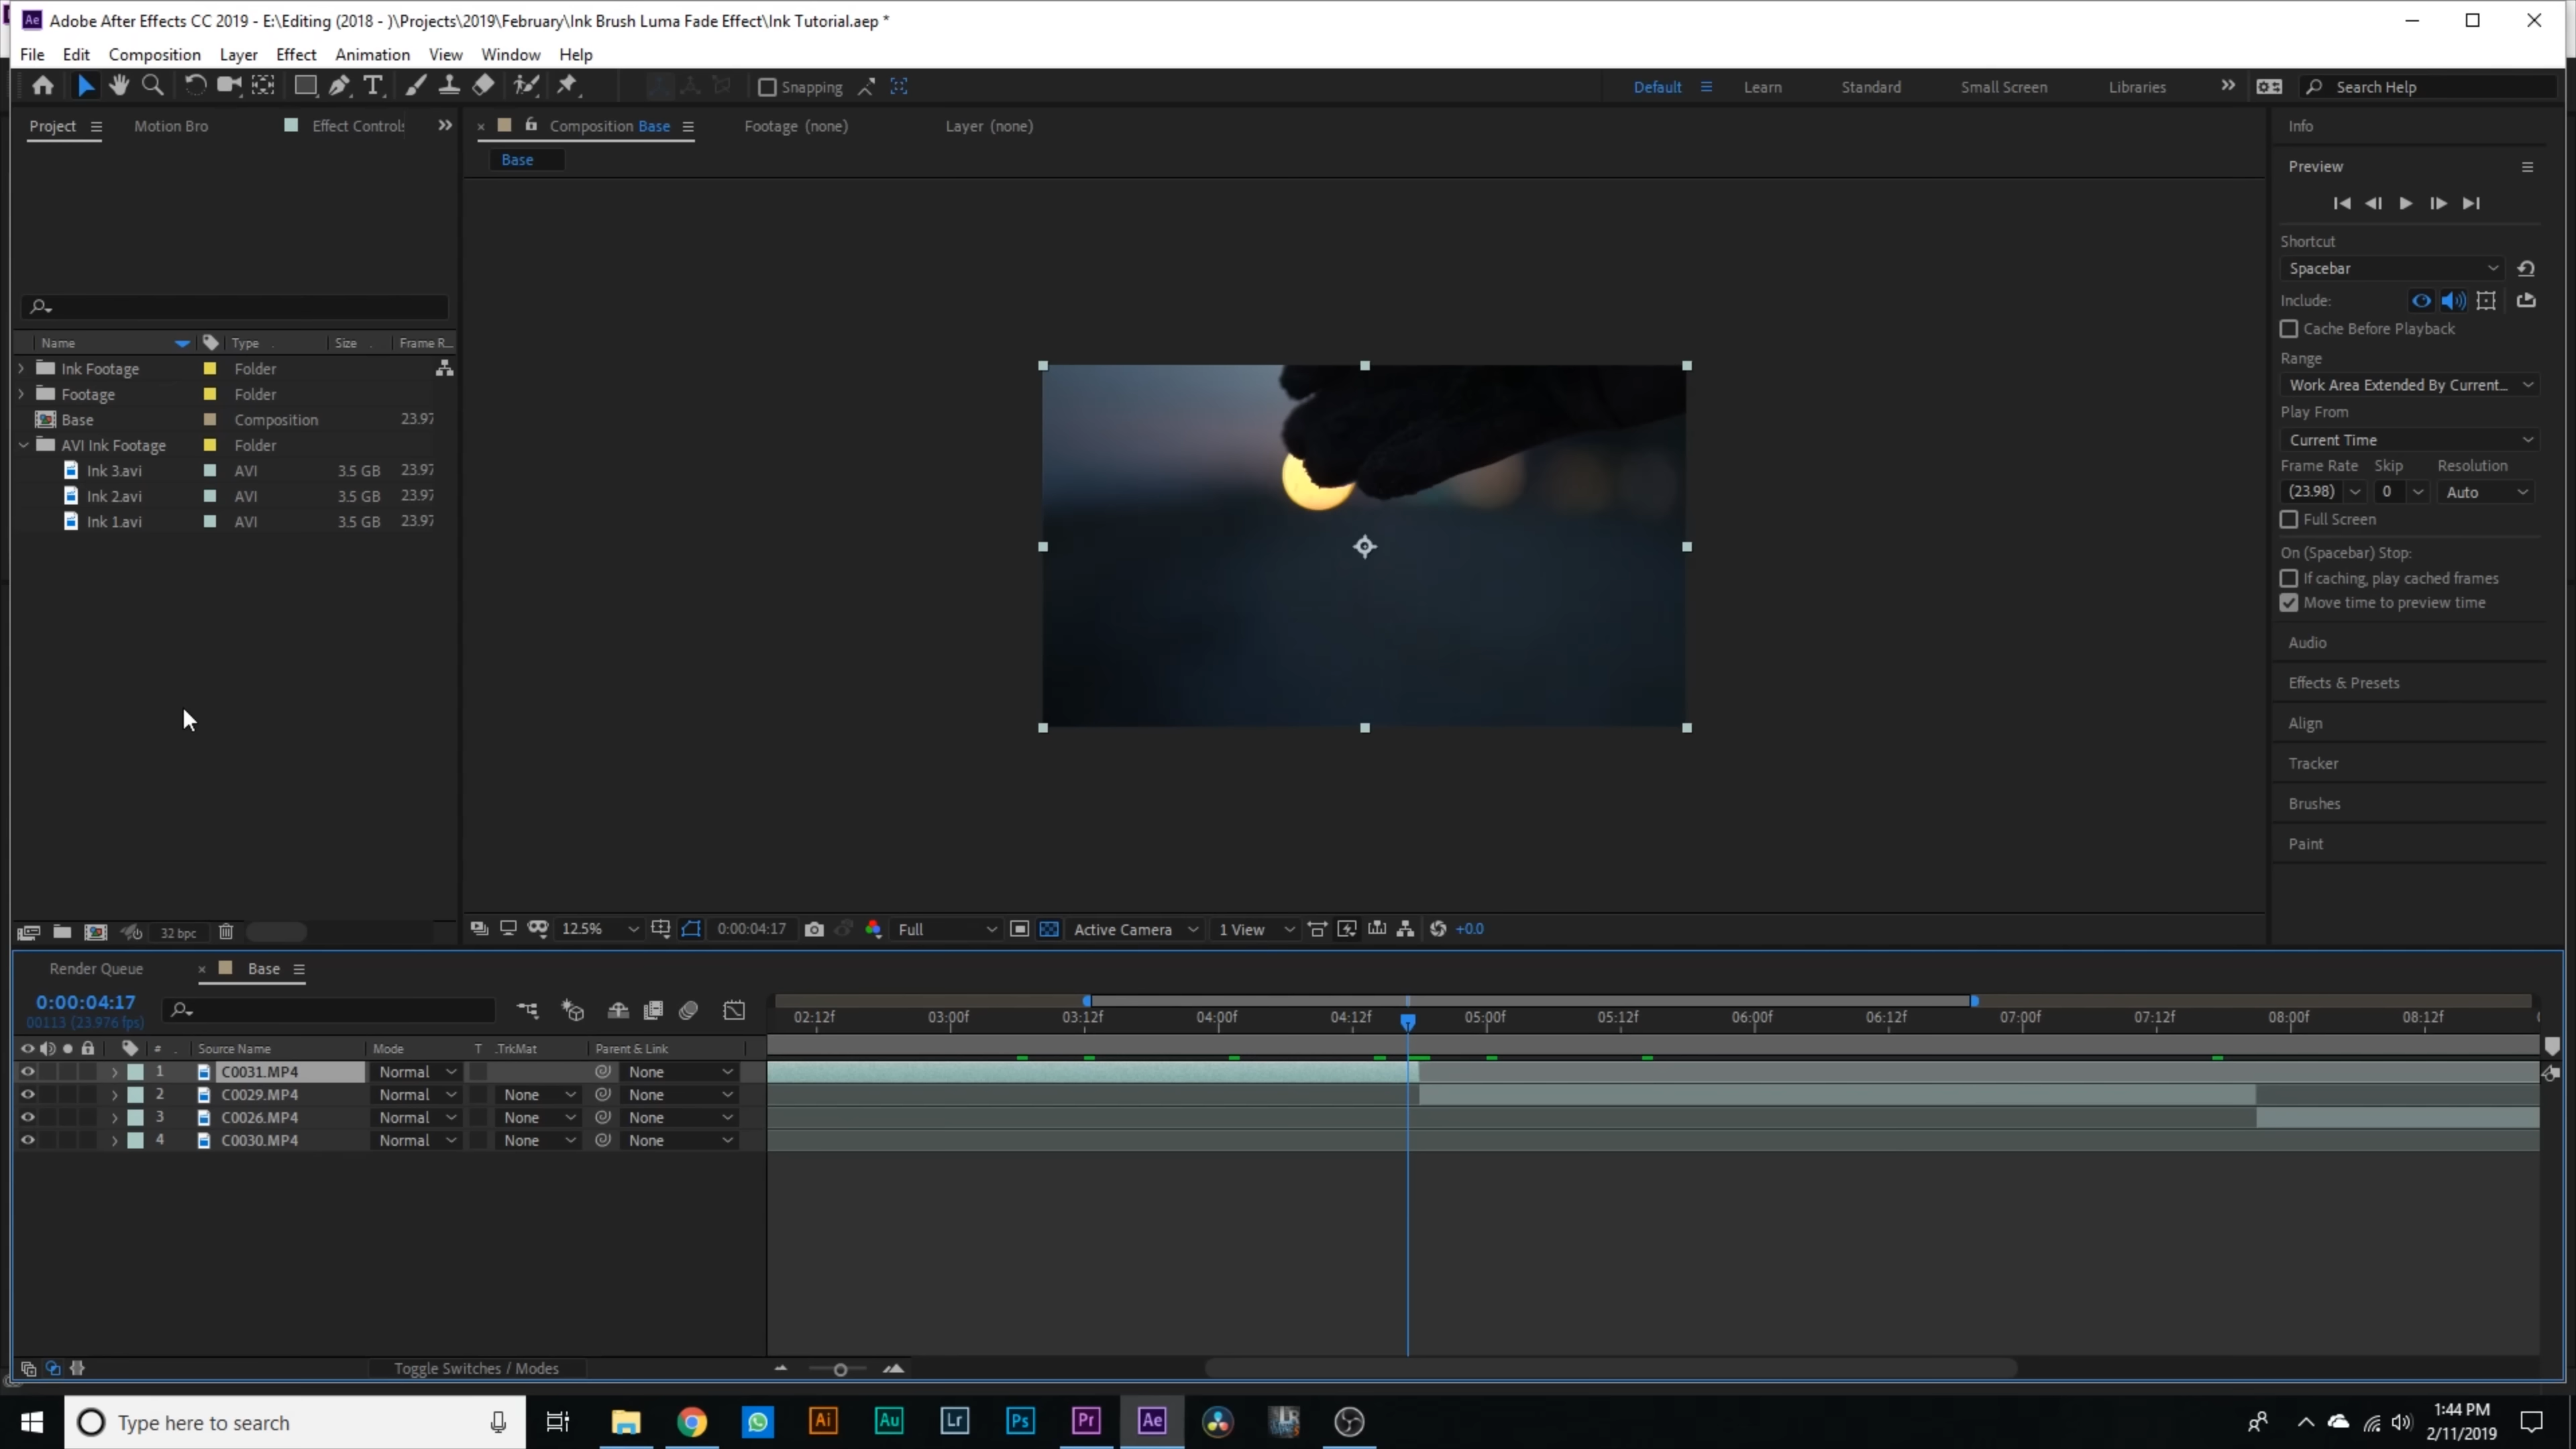 Adobe After Effects CC 2019 - E:\Editing (2018 - )\Projects\2019\February\Ink Brush Luma Fade Effect\Ink Tutorial.aep *
File Edit Composition Layer Effect Animation View Window Help
Snapping Default Learn Standard Small Screen Libraries Search Help
Project Motion Bro Effect Controls Composition Base Footage (none) Layer (none)
Base
Info
Preview
Shortcut
Spacebar
Include:
Cache Before Playback
Range
Work Area Extended By Current...
Play From
Current Time
Frame Rate Skip Resolution
(23.98) 0 Auto
Full Screen
On (Spacebar) Stop:
If caching, play cached frames
Move time to preview time
Audio
Effects & Presets
Align
Tracker
Brushes
Paint
Name Type Size Frame R...
Ink Footage Folder
Footage Folder
Base Composition 23.97
AVI Ink Footage Folder
Ink 3.avi AVI 3.5 GB 23.97
Ink 2.avi AVI 3.5 GB 23.97
Ink 1.avi AVI 3.5 GB 23.97
32 bpc
12.5% 0:00:04:17 Full Active Camera 1 View +0.0
Render Queue Base
0:00:04:17
00113 (23.976 fps)
02:12f 03:00f 03:12f 04:00f 04:12f 05:00f 05:12f 06:00f 06:12f 07:00f 07:12f 08:00f 08:12f
# Source Name Mode T .TrkMat Parent & Link
1 C0031.MP4 Normal None
2 C0029.MP4 Normal None None
3 C0026.MP4 Normal None None
4 C0030.MP4 Normal None None
Toggle Switches / Modes
Type here to search
Ai Au Lr Ps Pr Ae
1:44 PM
2/11/2019